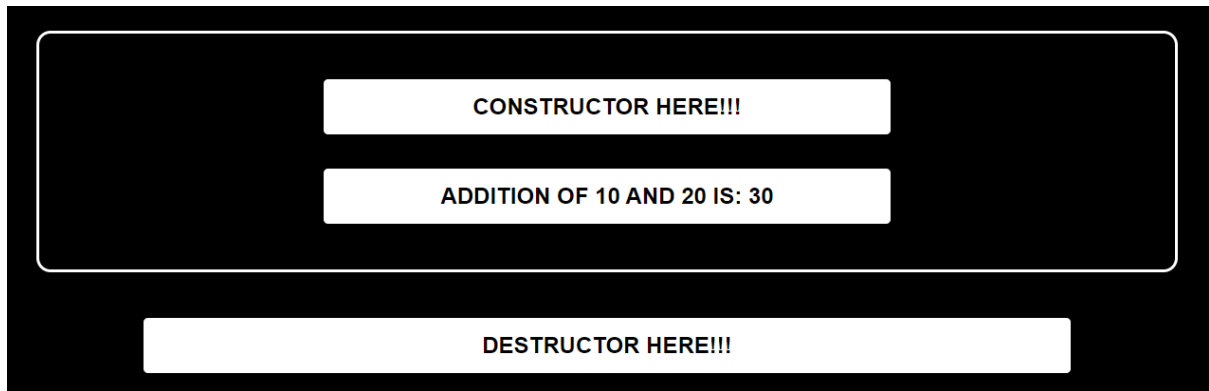 CONSTRUCTOR HERE!!!
ADDITION OF 10 AND 20 IS: 30
DESTRUCTOR HERE!!!